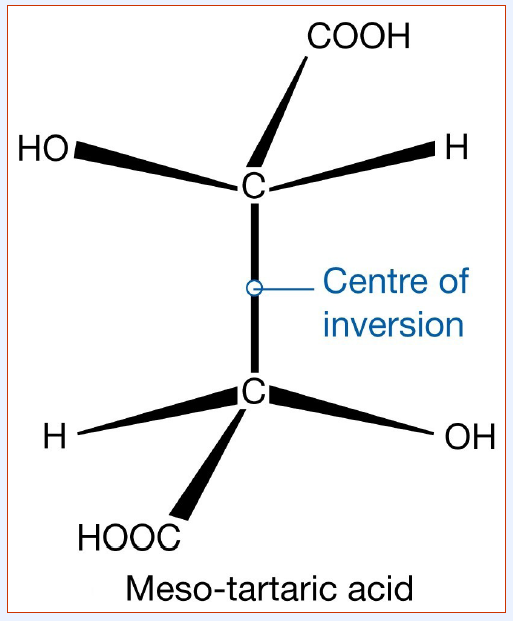 COOH
HO
H
C
Centre of
inversion
C
H
OH
HOOC
Meso-tartaric acid